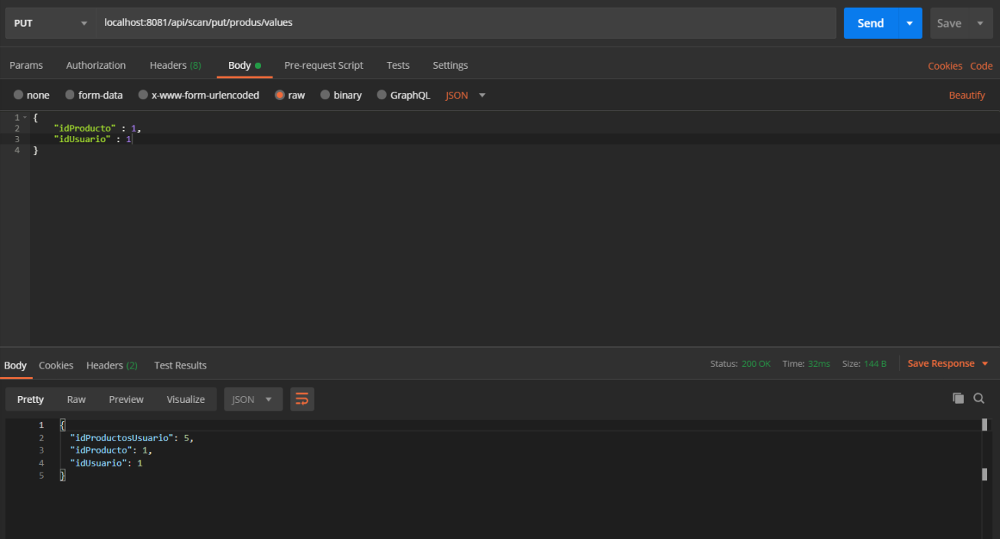 PUT localhost:8081/api/scan/put/produs/values Send Save
Params Authorization Headers (8) Body Pre-request Script Tests Settings Cookies Code
none form-data x-www-form-urlencoded raw binary GraphQL JSON Beautify
1 {
2 "idProducto" : 1,
3 "idUsuario" : 1
4 }
Body Cookies Headers (2) Test Results Status: 200 OK Time: 32ms Size: 144 B Save Response
Pretty Raw Preview Visualize JSON
1 {
2 "idProductosUsuario": 5,
3 "idProducto": 1,
4 "idUsuario": 1
5 }